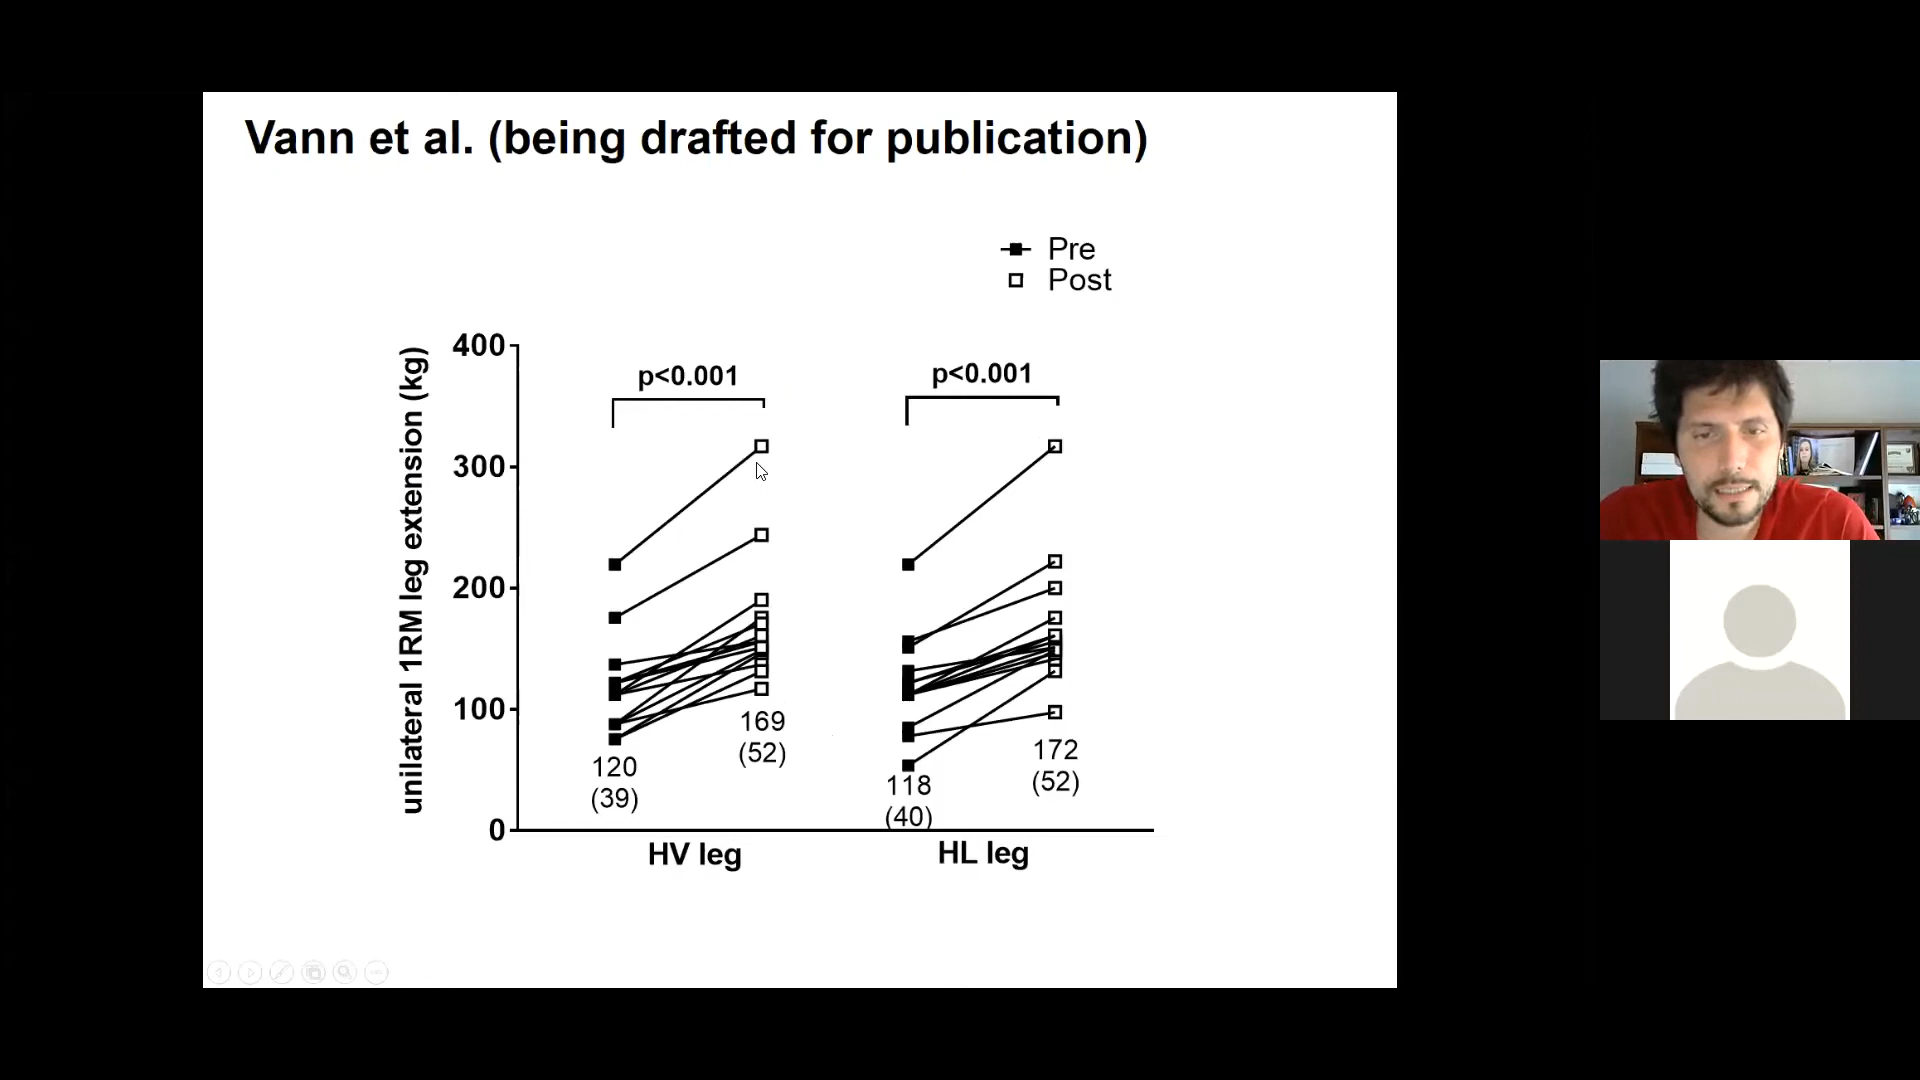 Vann et al. (being drafted for publication)
Pre
Post
unilateral 1RM leg extension (kg)
400
300
200
100
0
p<0.001
p<0.001
120
(39)
169
(52)
118
(40)
172
(52)
HV leg
HL leg